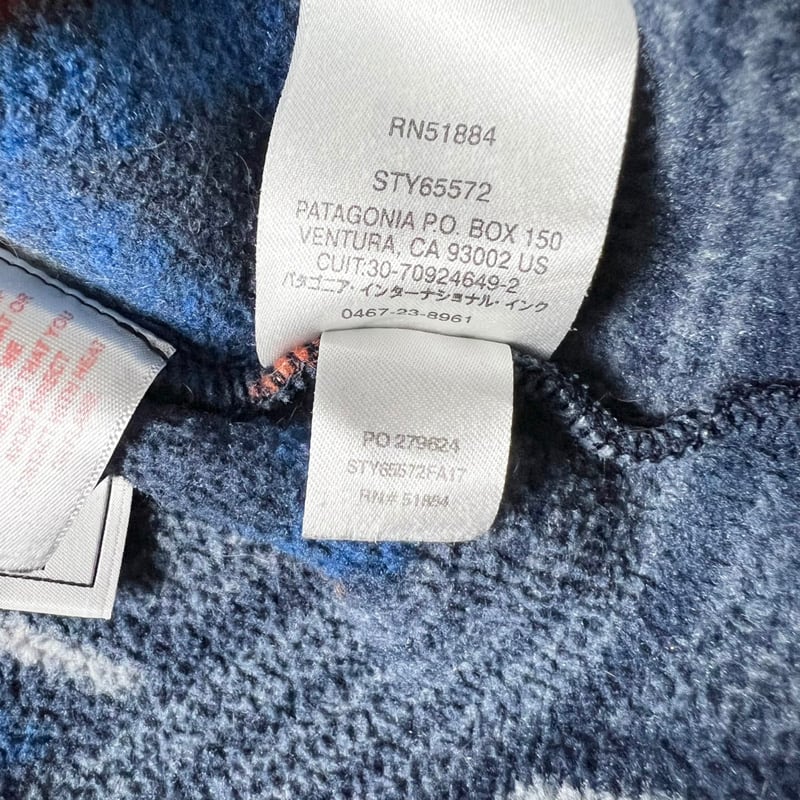 RN51884
STY65572
PATAGONIA P.O. BOX 150
VENTURA, CA 93002 US
CUIT:30-70924649-2
パタゴニア・インターナショナル・インク
0467-23-8961
PO 279624
STY65572FA17
RN# 51884